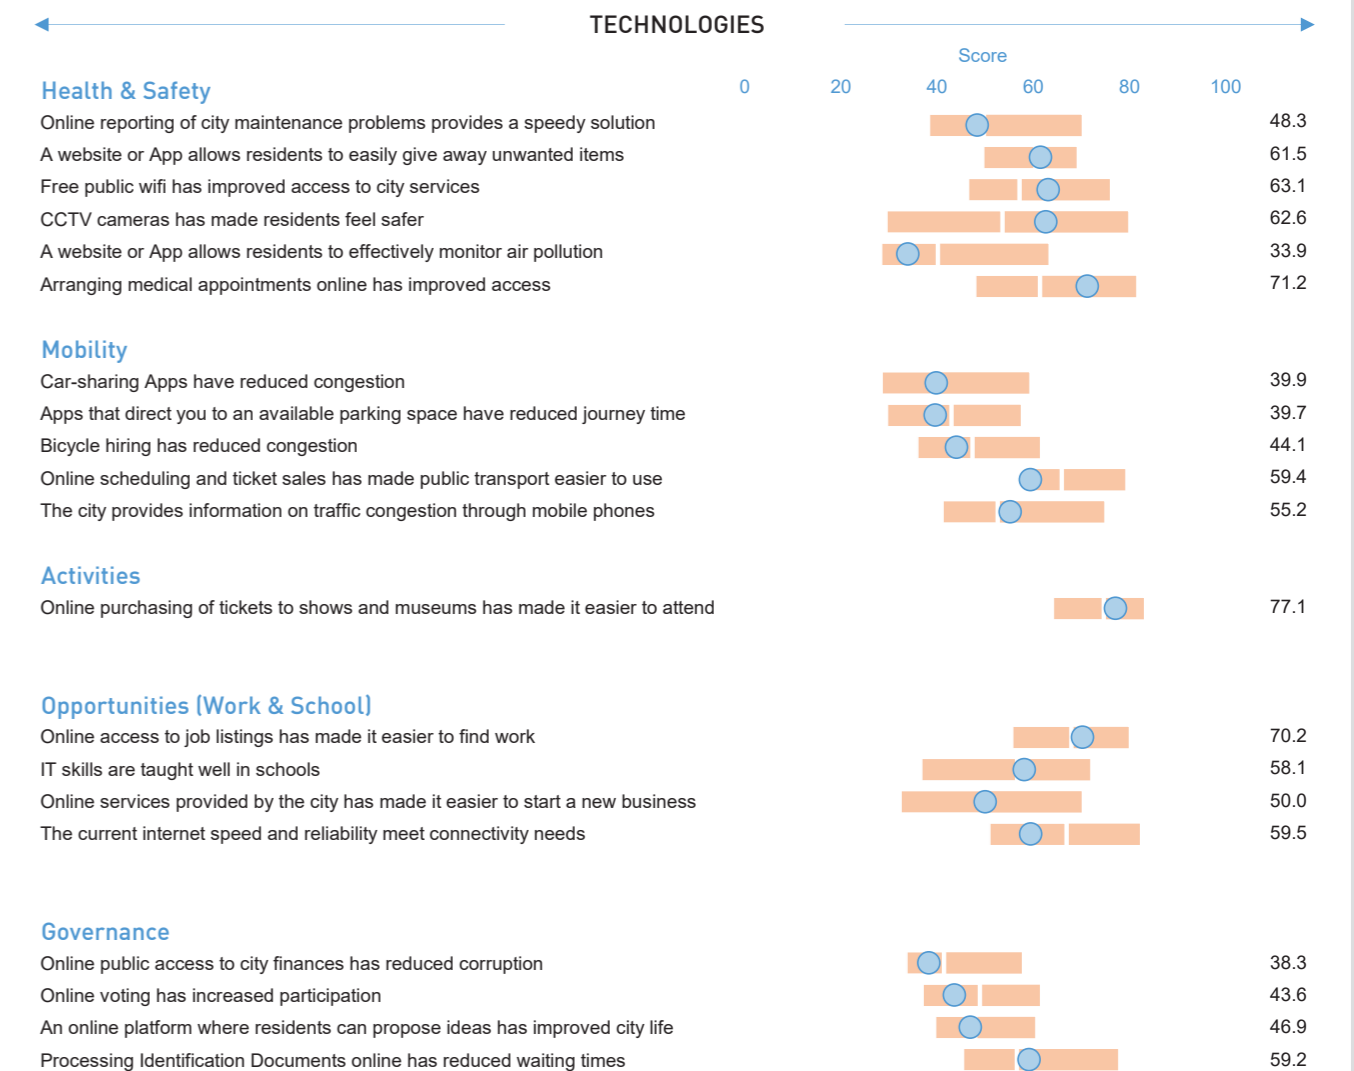 TECHNOLOGIES
Score
Health & Safety 0 20 40 60 80 100
Online reporting of city maintenance problems provides a speedy solution 48.3
A website or App allows residents to easily give away unwanted items 61.5
Free public wifi has improved access to city services 63.1
CCTV cameras has made residents feel safer 62.6
A website or App allows residents to effectively monitor air pollution 33.9
Arranging medical appointments online has improved access 71.2
Mobility
Car-sharing Apps have reduced congestion 39.9
Apps that direct you to an available parking space have reduced journey time 39.7
Bicycle hiring has reduced congestion 44.1
Online scheduling and ticket sales has made public transport easier to use 59.4
The city provides information on traffic congestion through mobile phones 55.2
Activities
Online purchasing of tickets to shows and museums has made it easier to attend 77.1
Opportunities (Work & School)
Online access to job listings has made it easier to find work 70.2
IT skills are taught well in schools 58.1
Online services provided by the city has made it easier to start a new business 50.0
The current internet speed and reliability meet connectivity needs 59.5
Governance
Online public access to city finances has reduced corruption 38.3
Online voting has increased participation 43.6
An online platform where residents can propose ideas has improved city life 46.9
Processing Identification Documents online has reduced waiting times 59.2